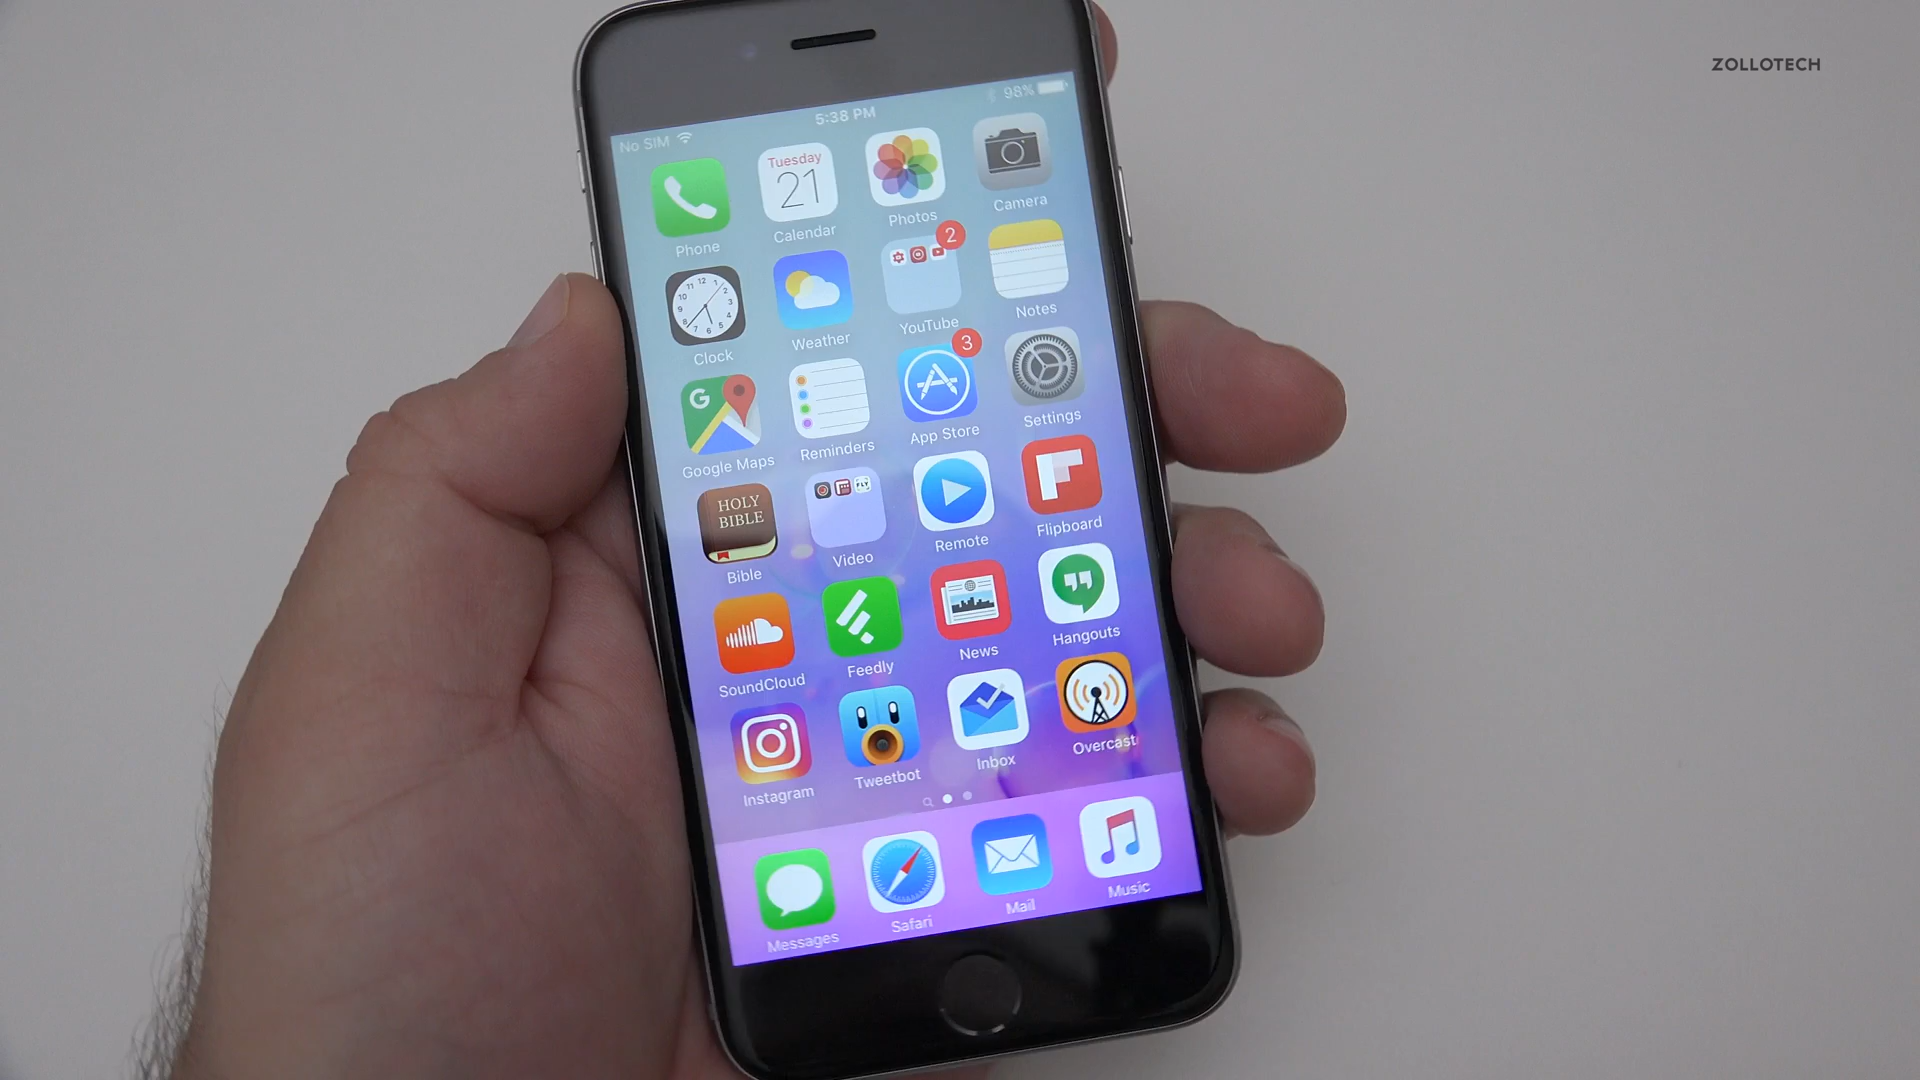 ZOLLOTECH
No SIM 5:38 PM 98%
Tuesday
21
Phone Calendar Photos Camera
2
Clock Weather YouTube Notes
3
G
Google Maps Reminders App Store Settings
HOLY
BIBLE
FLY
Bible Video Remote Flipboard
SoundCloud Feedly News Hangouts
Instagram Tweetbot Inbox Overcast
Messages Safari Mail Music